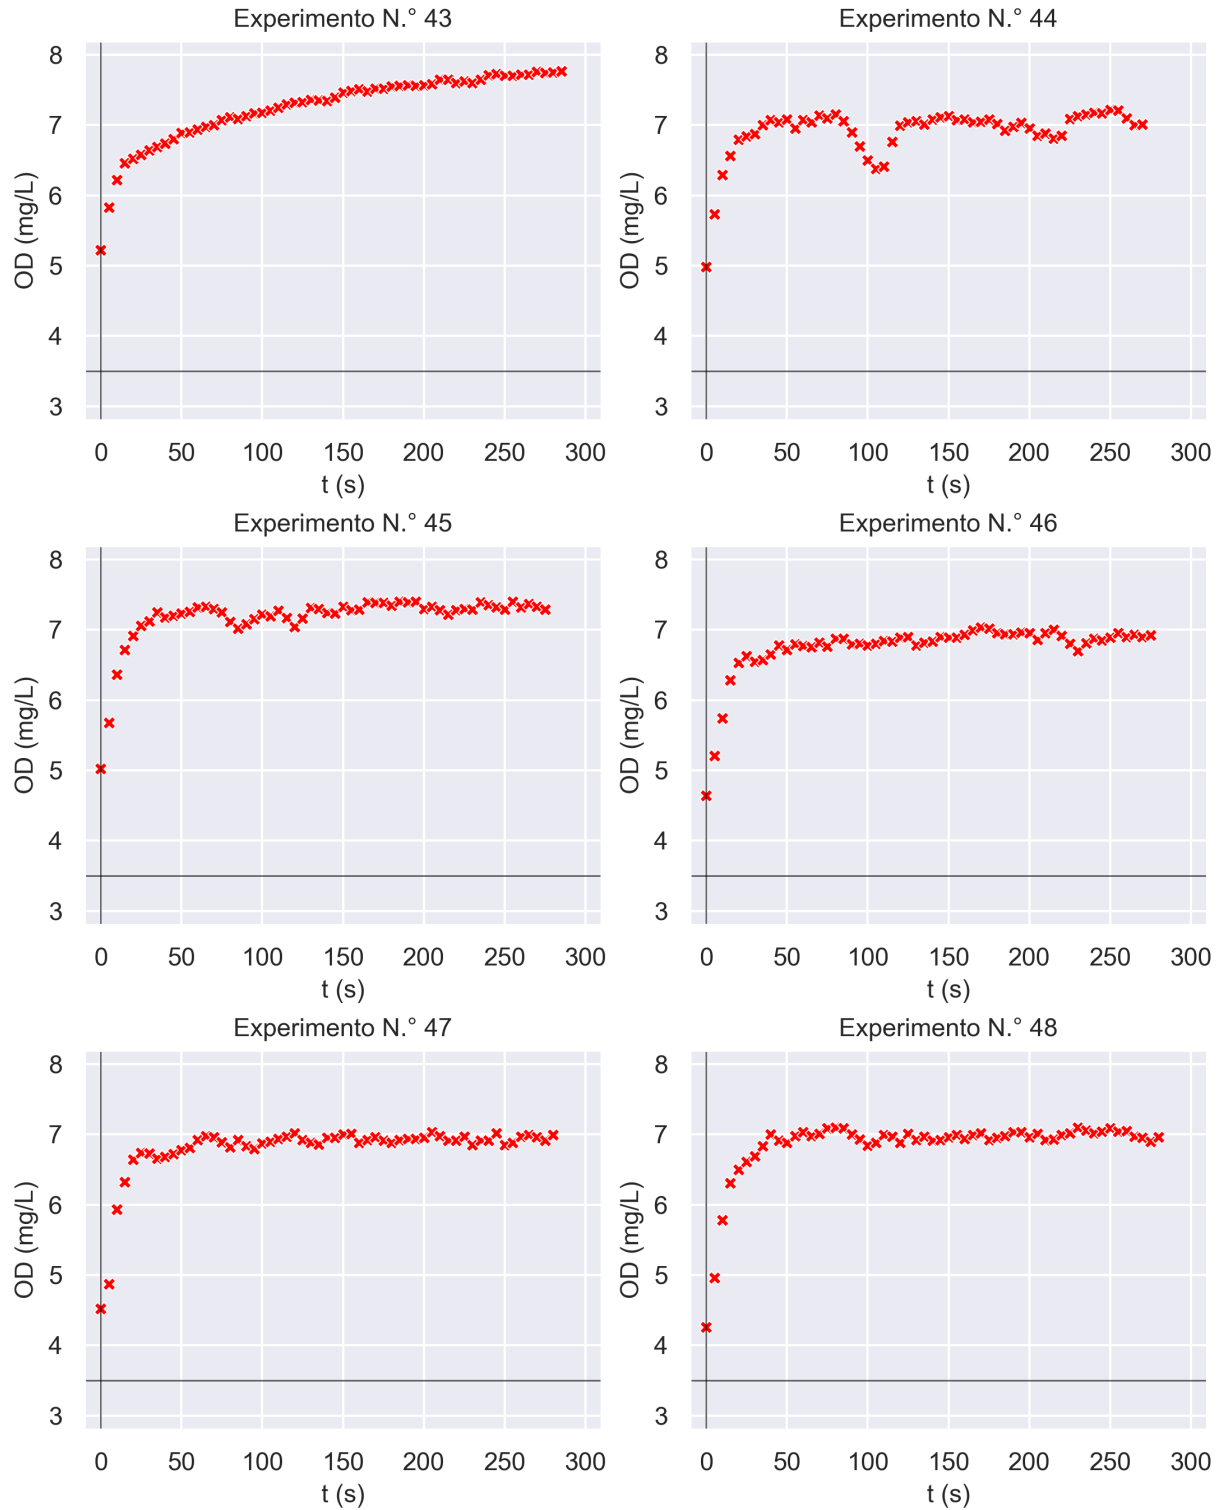 Experimento N.° 43
8
7
6
5
4
3
OD (mg/L)
0 50 100 150 200 250 300
t (s)
Experimento N.° 44
8
7
6
5
4
3
OD (mg/L)
0 50 100 150 200 250 300
t (s)
Experimento N.° 45
8
7
6
5
4
3
OD (mg/L)
0 50 100 150 200 250 300
t (s)
Experimento N.° 46
8
7
6
5
4
3
OD (mg/L)
0 50 100 150 200 250 300
t (s)
Experimento N.° 47
8
7
6
5
4
3
OD (mg/L)
0 50 100 150 200 250 300
t (s)
Experimento N.° 48
8
7
6
5
4
3
OD (mg/L)
0 50 100 150 200 250 300
t (s)